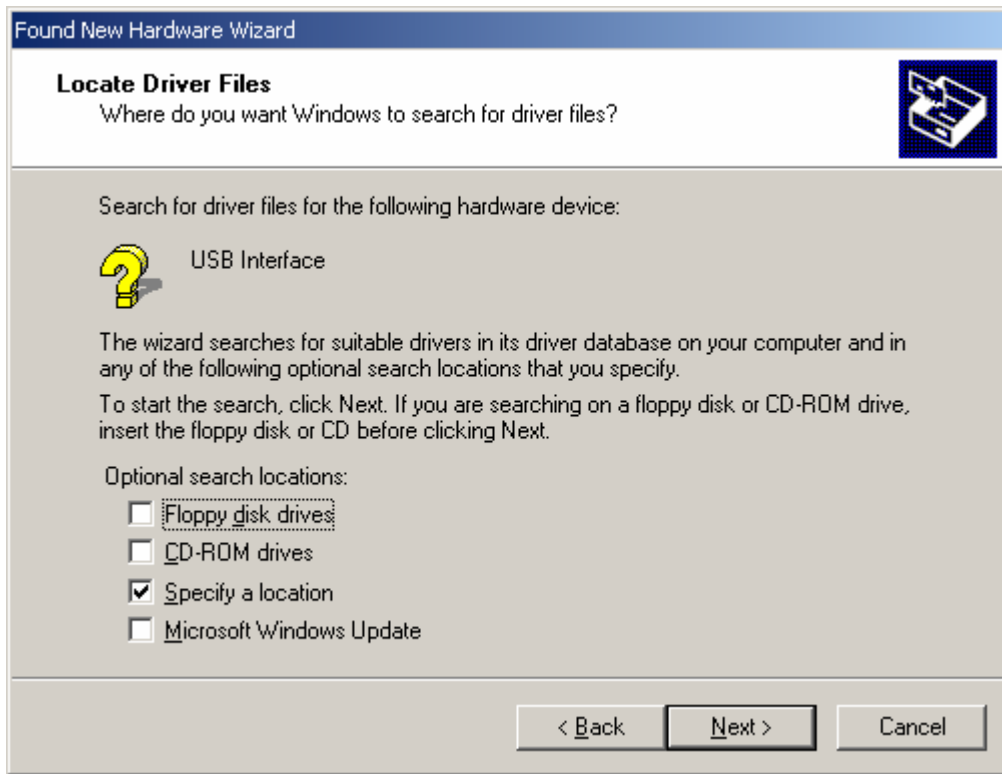 Found New Hardware Wizard
Locate Driver Files
Where do you want Windows to search for driver files?
Search for driver files for the following hardware device:
USB Interface
The wizard searches for suitable drivers in its driver database on your computer and in
any of the following optional search locations that you specify.
To start the search, click Next. If you are searching on a floppy disk or CD-ROM drive,
insert the floppy disk or CD before clicking Next.
Optional search locations:
Floppy disk drives
CD-ROM drives
Specify a location
Microsoft Windows Update
< Back Next > Cancel